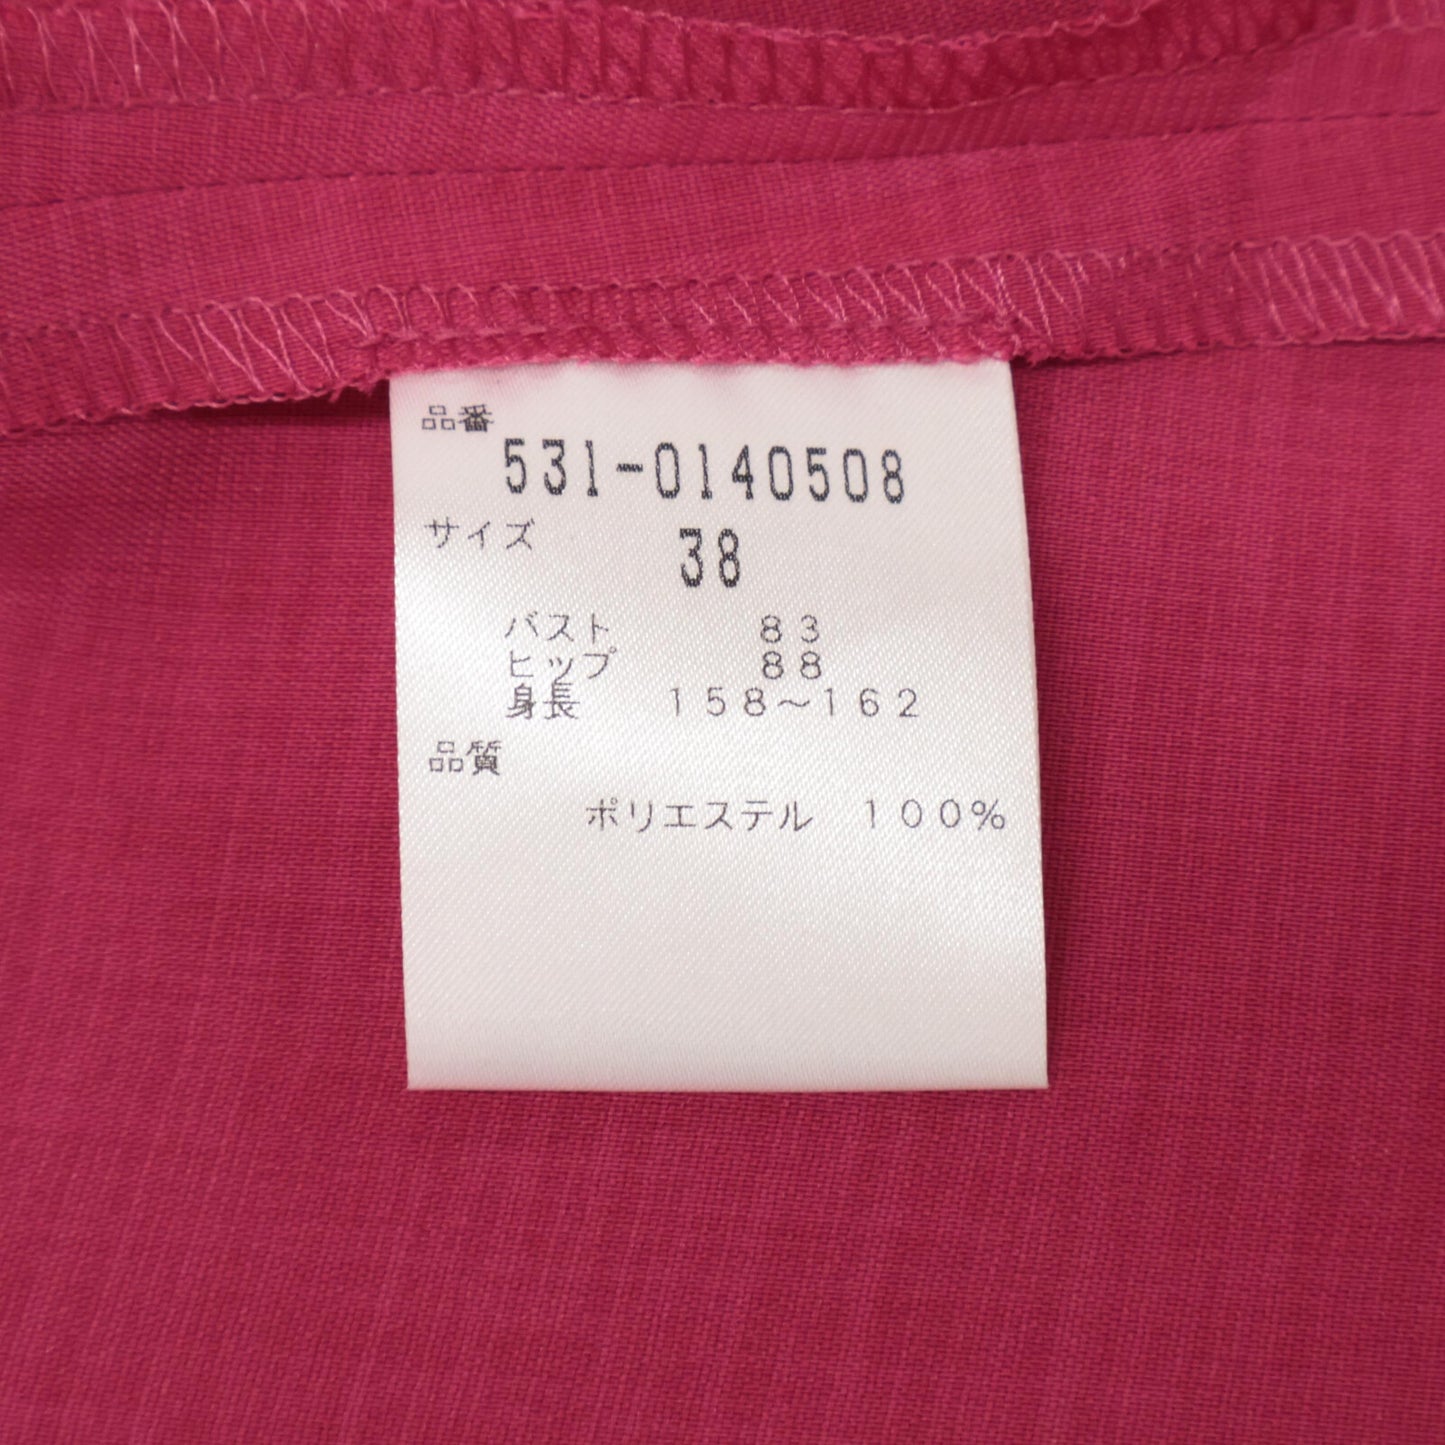 品番
531-0140508
サイズ 38
バスト 83
ヒップ 88
身長 158～162
品質
ポリエステル 100%